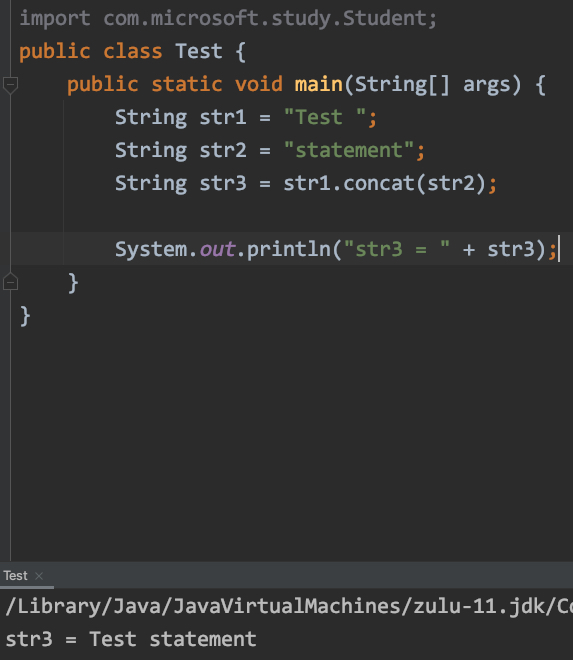 import com.microsoft.study.Student;
public class Test {
    public static void main(String[] args) {
        String str1 = "Test ";
        String str2 = "statement";
        String str3 = str1.concat(str2);
        System.out.println("str3 = " + str3);
    }
}
Test ×
/Library/Java/JavaVirtualMachines/zulu-11.jdk/Co
str3 = Test statement